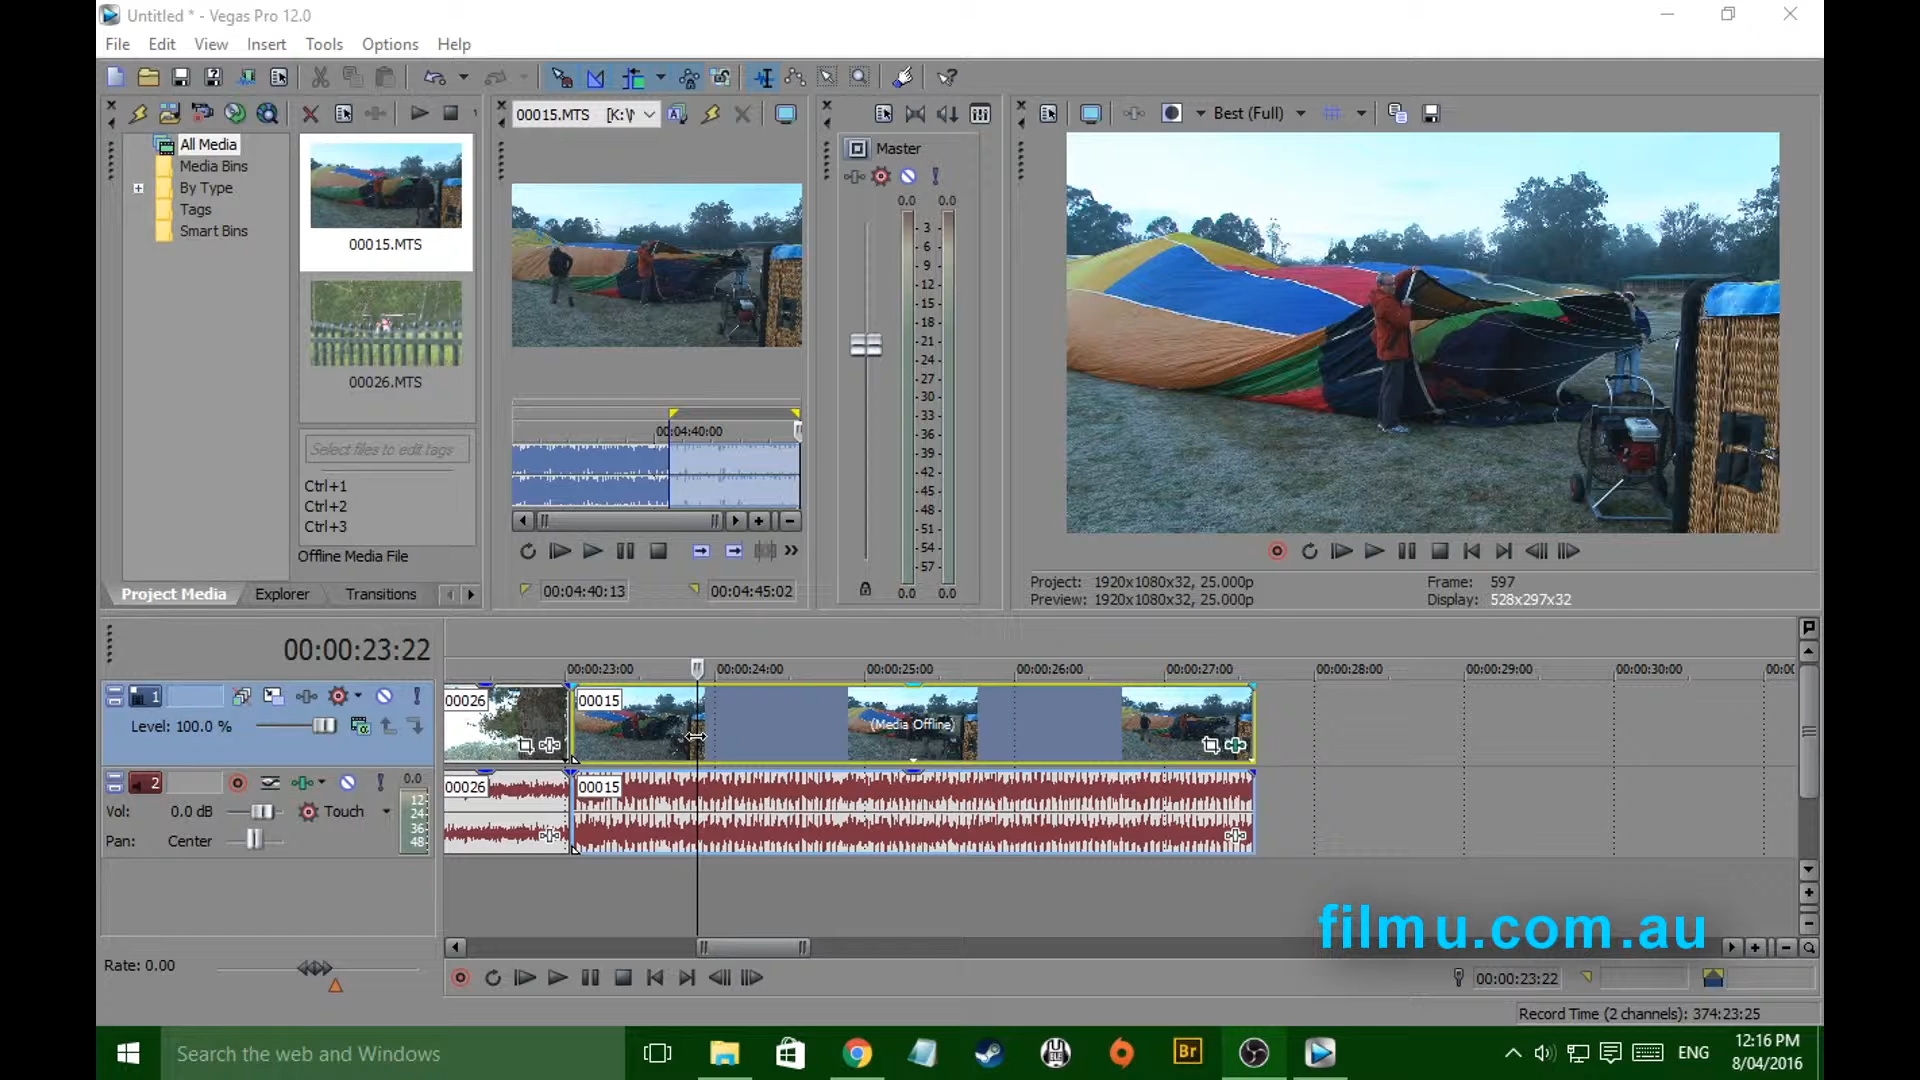 Untitled * - Vegas Pro 12.0
File Edit View Insert Tools Options Help
All Media
Media Bins
By Type
Tags
Smart Bins
00015.MTS
00026.MTS
Select files to edit tags
Ctrl+1
Ctrl+2
Ctrl+3
Offline Media File
Project Media Explorer Transitions
00015.MTS
00:04:40:00
00:04:40:13 00:04:45:02
Master
0.0 0.0
3
6
9
12
15
18
21
24
27
30
33
36
39
42
45
48
51
54
57
0.0 0.0
Best (Full)
Project: 1920x1080x32, 25.000p
Preview: 1920x1080x32, 25.000p
Frame: 597
Display: 528x297x32
00:00:23:22
00:00:23:00 00:00:24:00 00:00:25:00 00:00:26:00 00:00:27:00 00:00:28:00 00:00:29:00 00:00:30:00
1
Level: 100.0 %
00026 00015
(Media Offline)
2
0.0
12
24
36
48
Vol: 0.0 dB Touch
Pan: Center
00026 00015
filmu.com.au
Rate: 0.00
00:00:23:22
Record Time (2 channels): 374:23:25
Search the web and Windows
Br
ENG
12:16 PM
8/04/2016